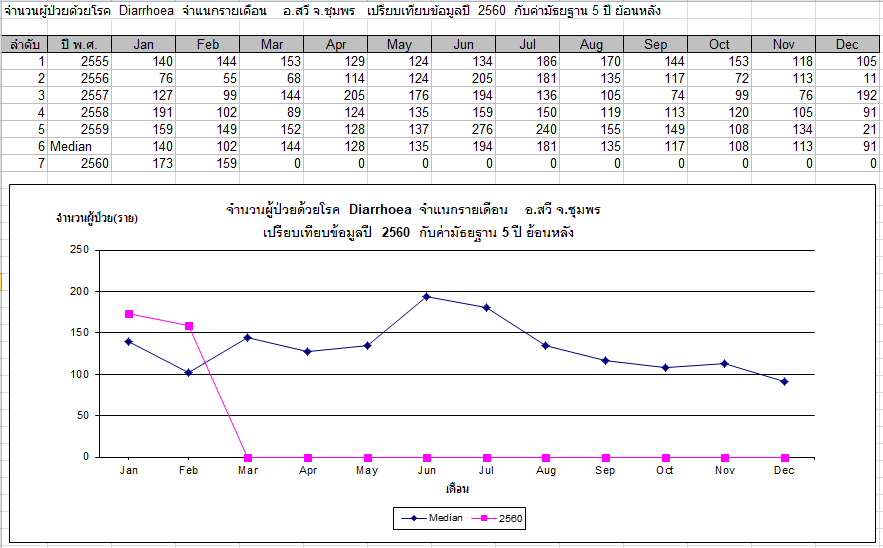 จำนวนผู้ป่วยด้วยโรค Diarrhoea จำแนกรายเดือน อ.สวี จ.ชุมพร เปรียบเทียบข้อมูลปี 2560 กับค่ามัธยฐาน 5 ปี ย้อนหลัง
ลำดับ ปี พ.ศ. Jan Feb Mar Apr May Jun Jul Aug Sep Oct Nov Dec
1 2555 140 144 153 129 124 134 186 170 144 153 118 105
2 2556 76 55 68 114 124 205 181 135 117 72 113 11
3 2557 127 99 144 205 176 194 136 105 74 99 76 192
4 2558 191 102 89 124 135 159 150 119 113 120 105 91
5 2559 159 149 152 128 137 276 240 155 149 108 134 21
6 Median 140 102 144 128 135 194 181 135 117 108 113 91
7 2560 173 159 0 0 0 0 0 0 0 0 0 0
จำนวนผู้ป่วยด้วยโรค Diarrhoea จำแนกรายเดือน อ.สวี จ.ชุมพร
เปรียบเทียบข้อมูลปี 2560 กับค่ามัธยฐาน 5 ปี ย้อนหลัง
จำนวนผู้ป่วย(ราย)
250
200
150
100
50
0
Jan Feb Mar Apr May Jun Jul Aug Sep Oct Nov Dec
เดือน
Median 2560